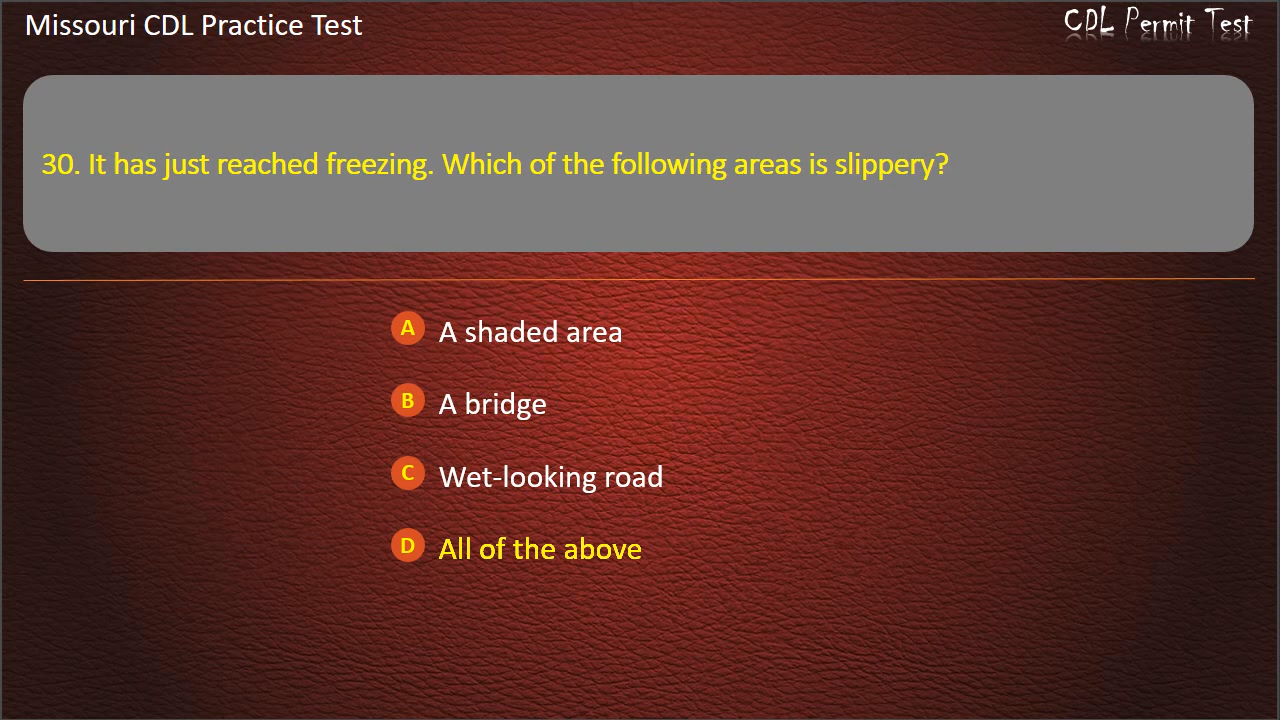 Missouri CDL Practice Test
CDL Permit Test
30. It has just reached freezing. Which of the following areas is slippery?
A A shaded area
B A bridge
C Wet-looking road
D All of the above